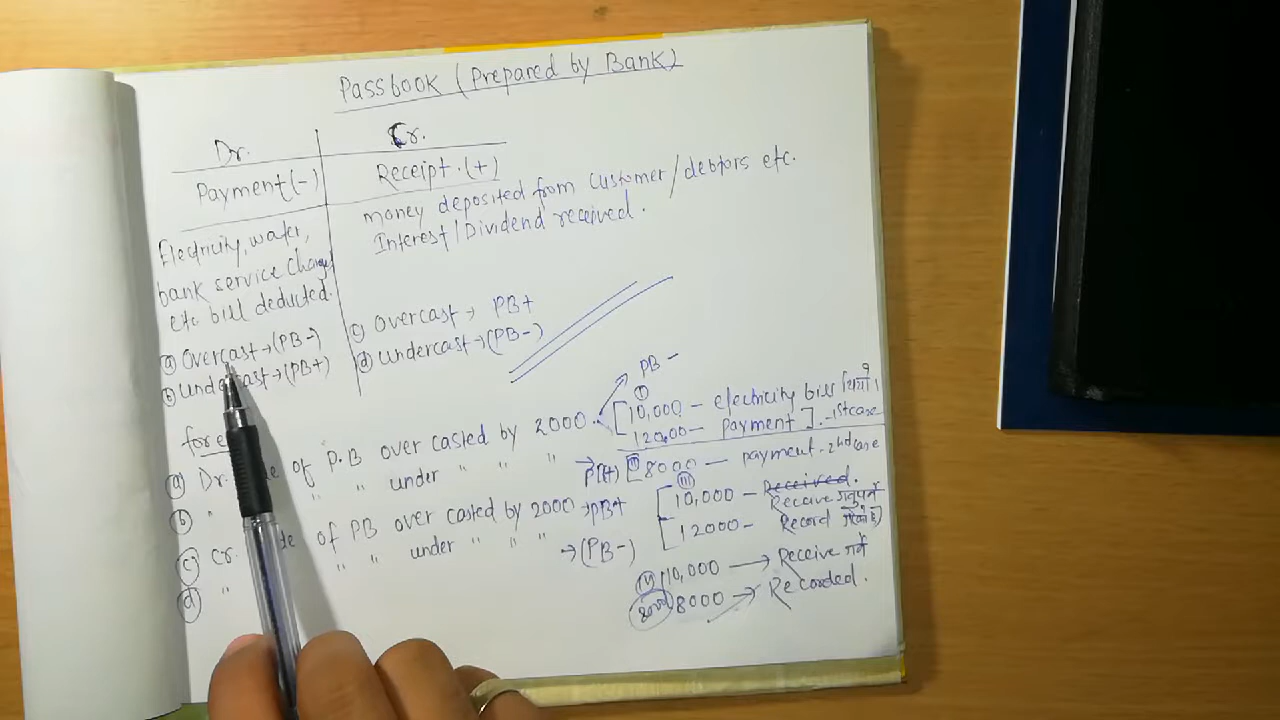 Passbook (Prepared by Bank)
Dr. Cr.
Payment (-) Receipt. (+)
Electricity, water, bank service charge etc bill deducted.
money deposited from customer/debtors etc.
Interest/Dividend received.
(a) Overcast → (PB-)
(b) Undercast → (PB+)
(c) Overcast → PB+
(d) Undercast → (PB-)
PB -
for
(a) Dr. of P.B over casted by 2000.
(b) " " " under " " " → P(+)
(c) Cr. of PB over casted by 2000 → PB+
(d) " " " under " " " → (PB-)
(i) 10,000 - electricity bill
12000 - payment ] - 1st case
(ii) 8000 - payment - 2nd case
(iii) 10,000 - Received.
Receive
12000 - Record
(iv) 10,000 → Receive
8000 8000 → Recorded.